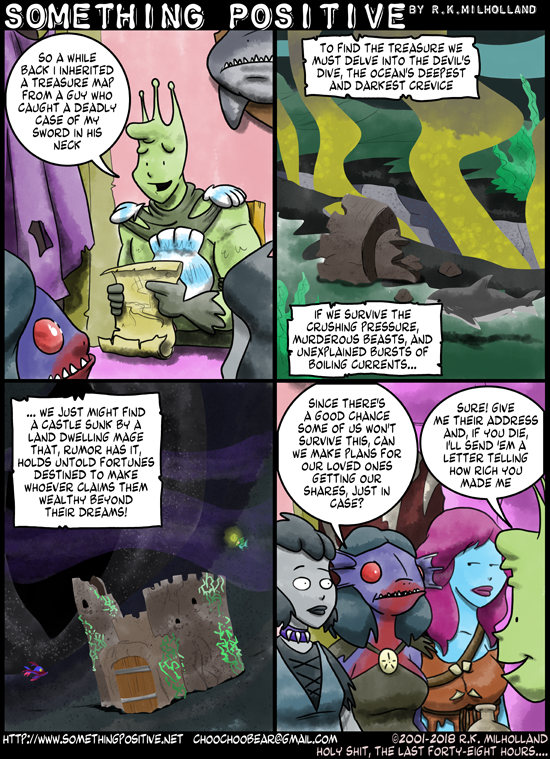 SOMETHING POSITIVE BY R.K.MILHOLLAND
SO A WHILE
BACK I INHERITED
A TREASURE MAP
FROM A GUY WHO
CAUGHT A DEADLY
CASE OF MY
SWORD IN HIS
NECK
TO FIND THE TREASURE WE
MUST DELVE INTO THE DEVIL'S
DIVE, THE OCEAN'S DEEPEST
AND DARKEST CREVICE
IF WE SURVIVE THE
CRUSHING PRESSURE,
MURDEROUS BEASTS, AND
UNEXPLAINED BURSTS OF
BOILING CURRENTS...
... WE JUST MIGHT FIND
A CASTLE SUNK BY A
LAND DWELLING MAGE
THAT, RUMOR HAS IT,
HOLDS UNTOLD FORTUNES
DESTINED TO MAKE
WHOEVER CLAIMS THEM
WEALTHY BEYOND
THEIR DREAMS!
SINCE THERE'S
A GOOD CHANCE
SOME OF US WON'T
SURVIVE THIS, CAN
WE MAKE PLANS FOR
OUR LOVED ONES
GETTING OUR
SHARES, JUST IN
CASE?
SURE! GIVE
ME THEIR ADDRESS
AND, IF YOU DIE,
I'LL SEND 'EM A
LETTER TELLING
HOW RICH YOU
MADE ME
HTTP://WWW.SOMETHINGPOSITIVE.NET CHOOCHOOBEAR@GMAIL.COM ©2001-2018 R.K. MILHOLLAND
HOLY SHIT, THE LAST FORTY-EIGHT HOURS....